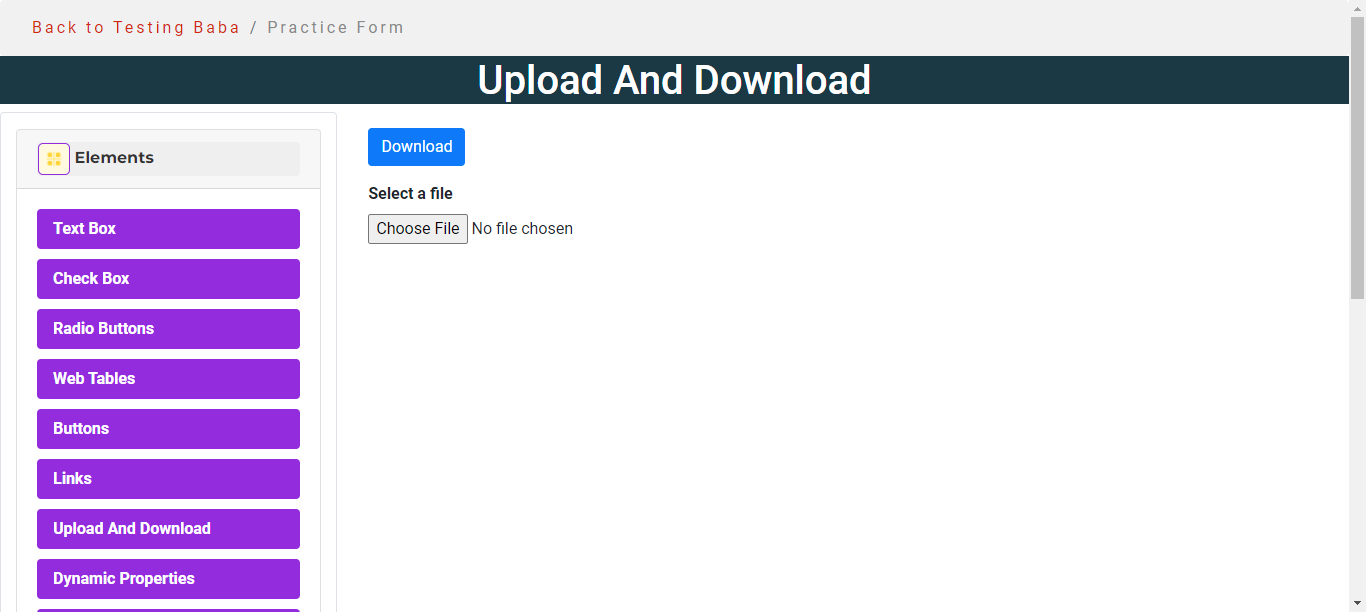 Back to Testing Baba / Practice Form
Upload And Download
Elements
Text Box
Check Box
Radio Buttons
Web Tables
Buttons
Links
Upload And Download
Dynamic Properties
Download
Select a file
Choose File No file chosen